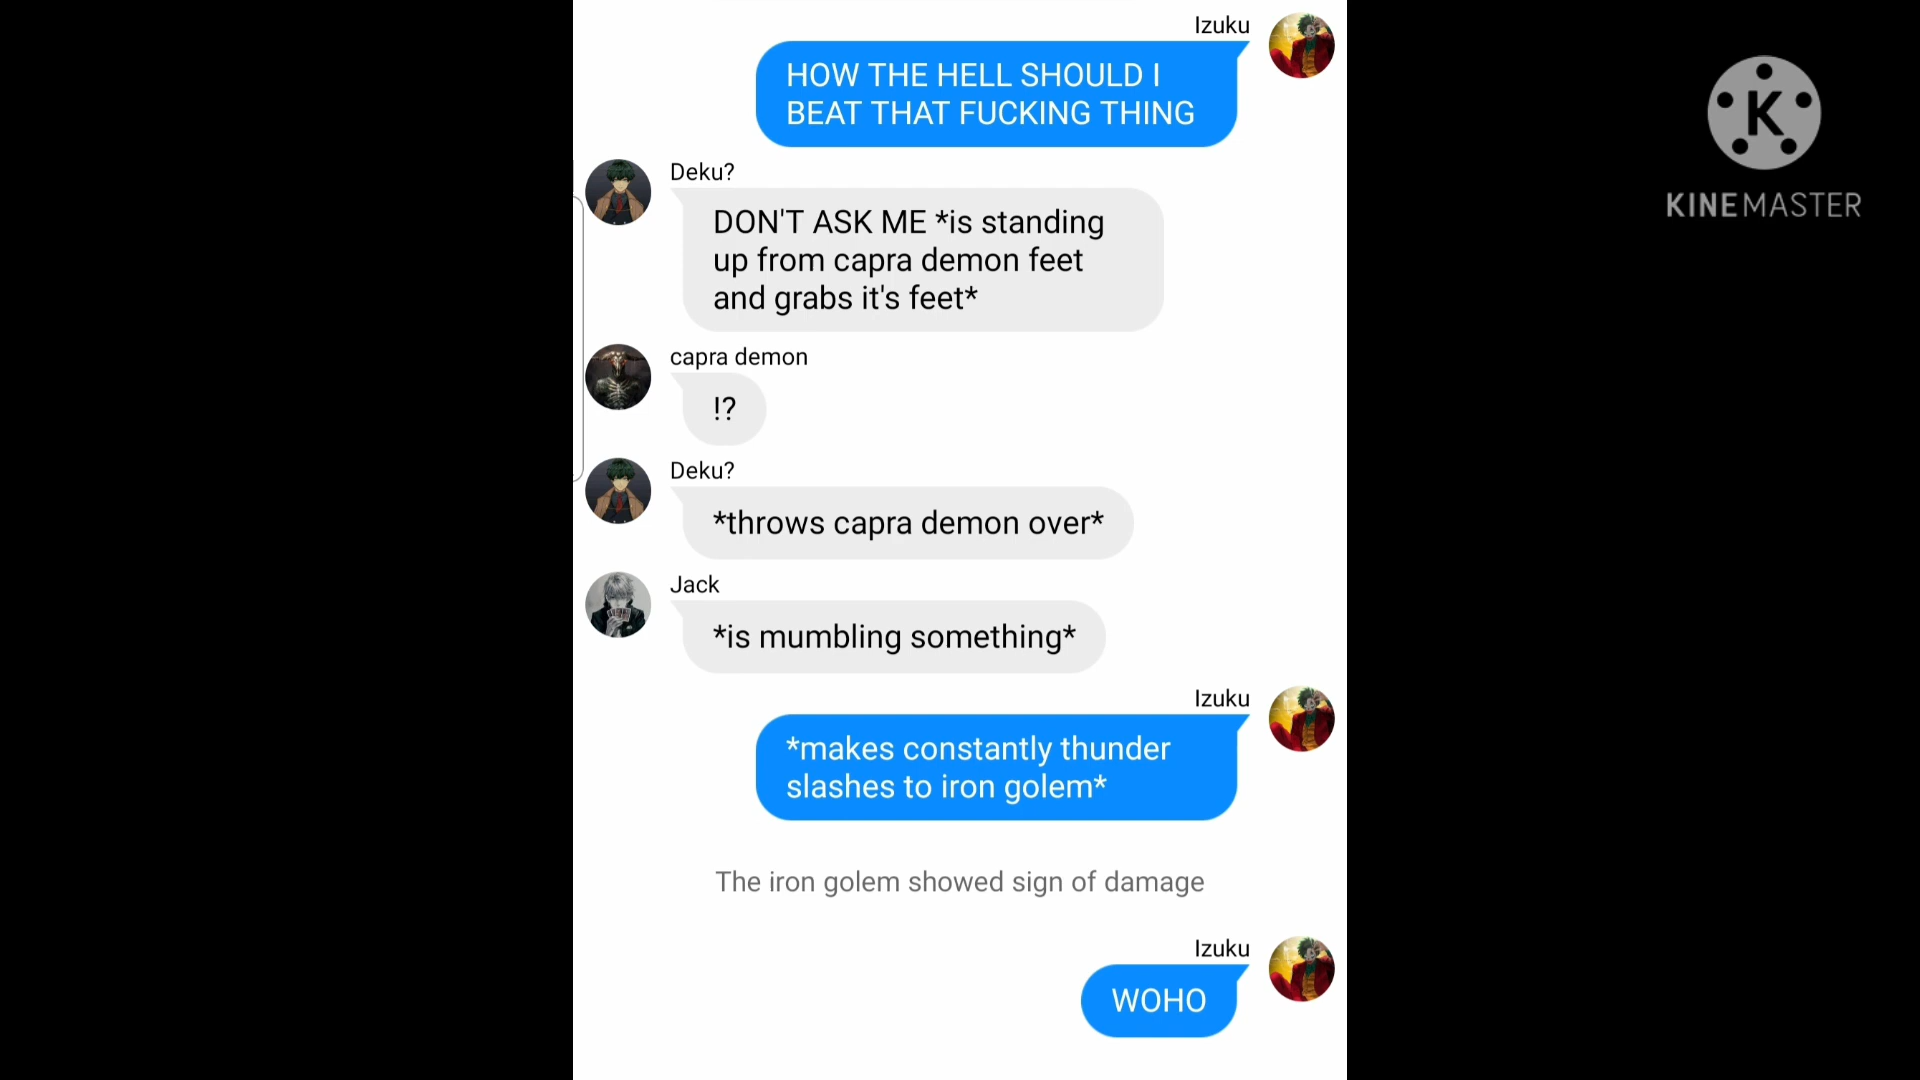 Izuku
HOW THE HELL SHOULD I
BEAT THAT FUCKING THING
K
KINEMASTER
Deku?
DON'T ASK ME *is standing
up from capra demon feet
and grabs it's feet*
capra demon
!?
Deku?
*throws capra demon over*
Jack
*is mumbling something*
Izuku
*makes constantly thunder
slashes to iron golem*
The iron golem showed sign of damage
Izuku
WOHO